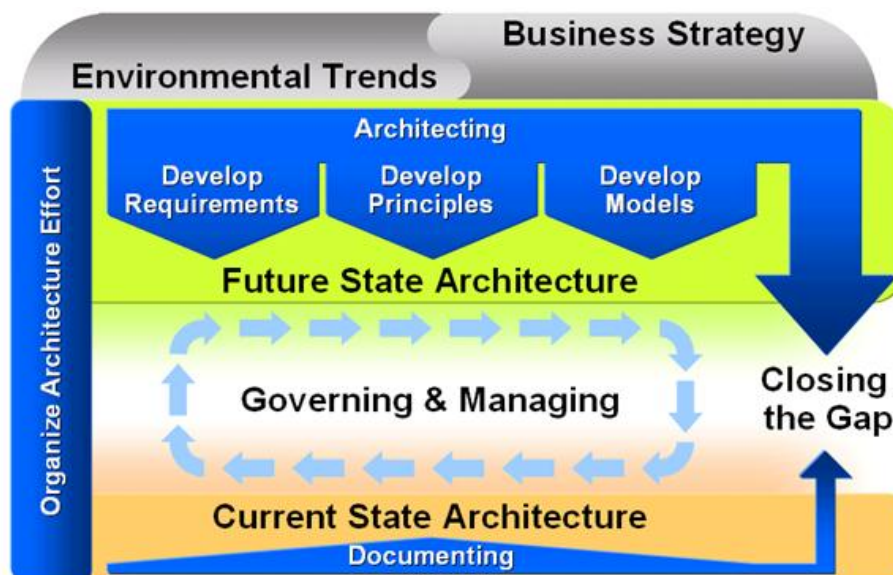 Business Strategy
Environmental Trends
Organize Architecture Effort
Architecting
Develop
Requirements
Develop
Principles
Develop
Models
Future State Architecture
Governing & Managing
Closing
the Gap
Current State Architecture
Documenting